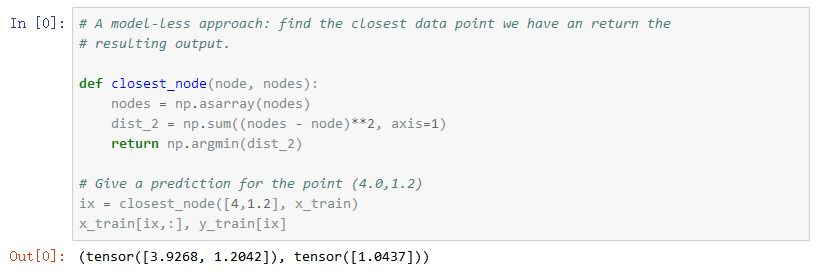 In [0]: # A model-less approach: find the closest data point we have an return the
# resulting output.
def closest_node(node, nodes):
    nodes = np.asarray(nodes)
    dist_2 = np.sum((nodes - node)**2, axis=1)
    return np.argmin(dist_2)
# Give a prediction for the point (4.0,1.2)
ix = closest_node([4,1.2], x_train)
x_train[ix,:], y_train[ix]
Out[0]: (tensor([3.9268, 1.2042]), tensor([1.0437]))